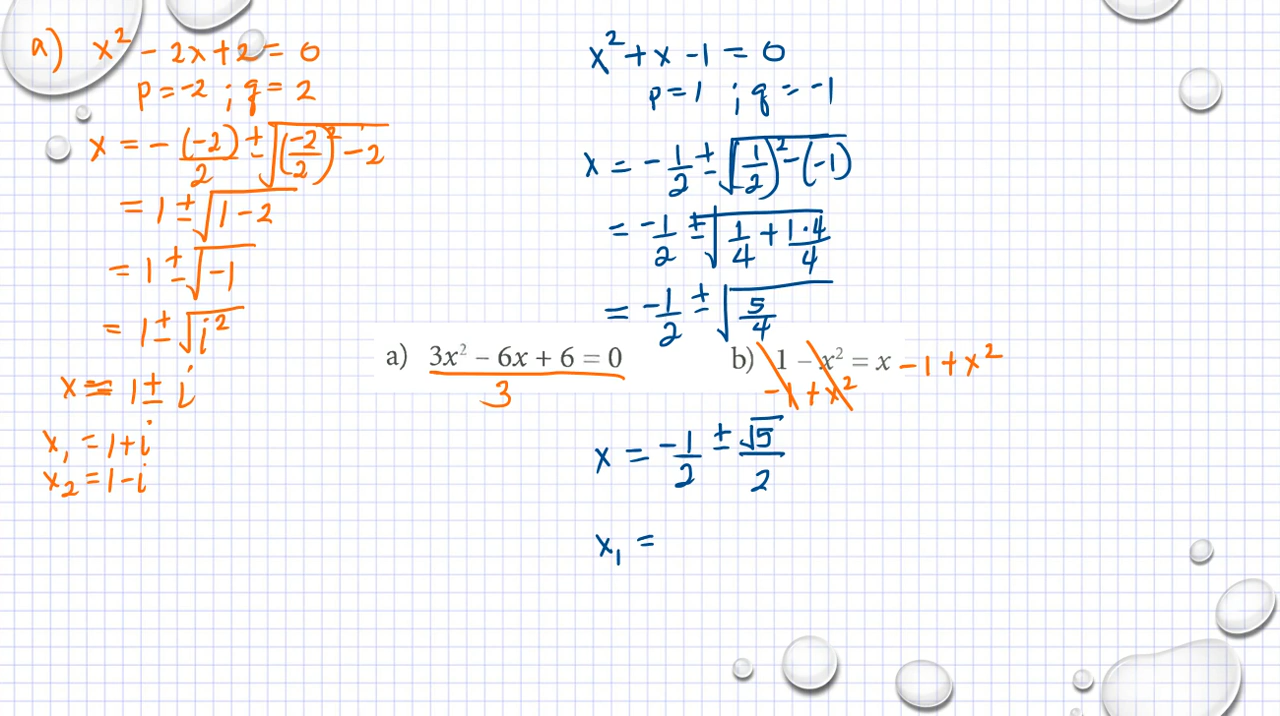 a) x² - 2x + 2 = 0
p = -2 ; q = 2
x = - (-2)/2 ± √((-2/2)² - 2)
= 1 ± √(1 - 2)
= 1 ± √(-1)
= 1 ± √(i²)
x = 1 ± i
x₁ = 1 + i
x₂ = 1 - i
a) 3x² − 6x + 6 = 0
3
x² + x - 1 = 0
p = 1 ; q = -1
x = -1/2 ± √((1/2)² - (-1))
= -1/2 ± √(1/4 + 1·4/4)
= -1/2 ± √(5/4)
b) 1 − x² = x - 1 + x²
-1 + x²
x = -1/2 ± √5/2
x₁ =